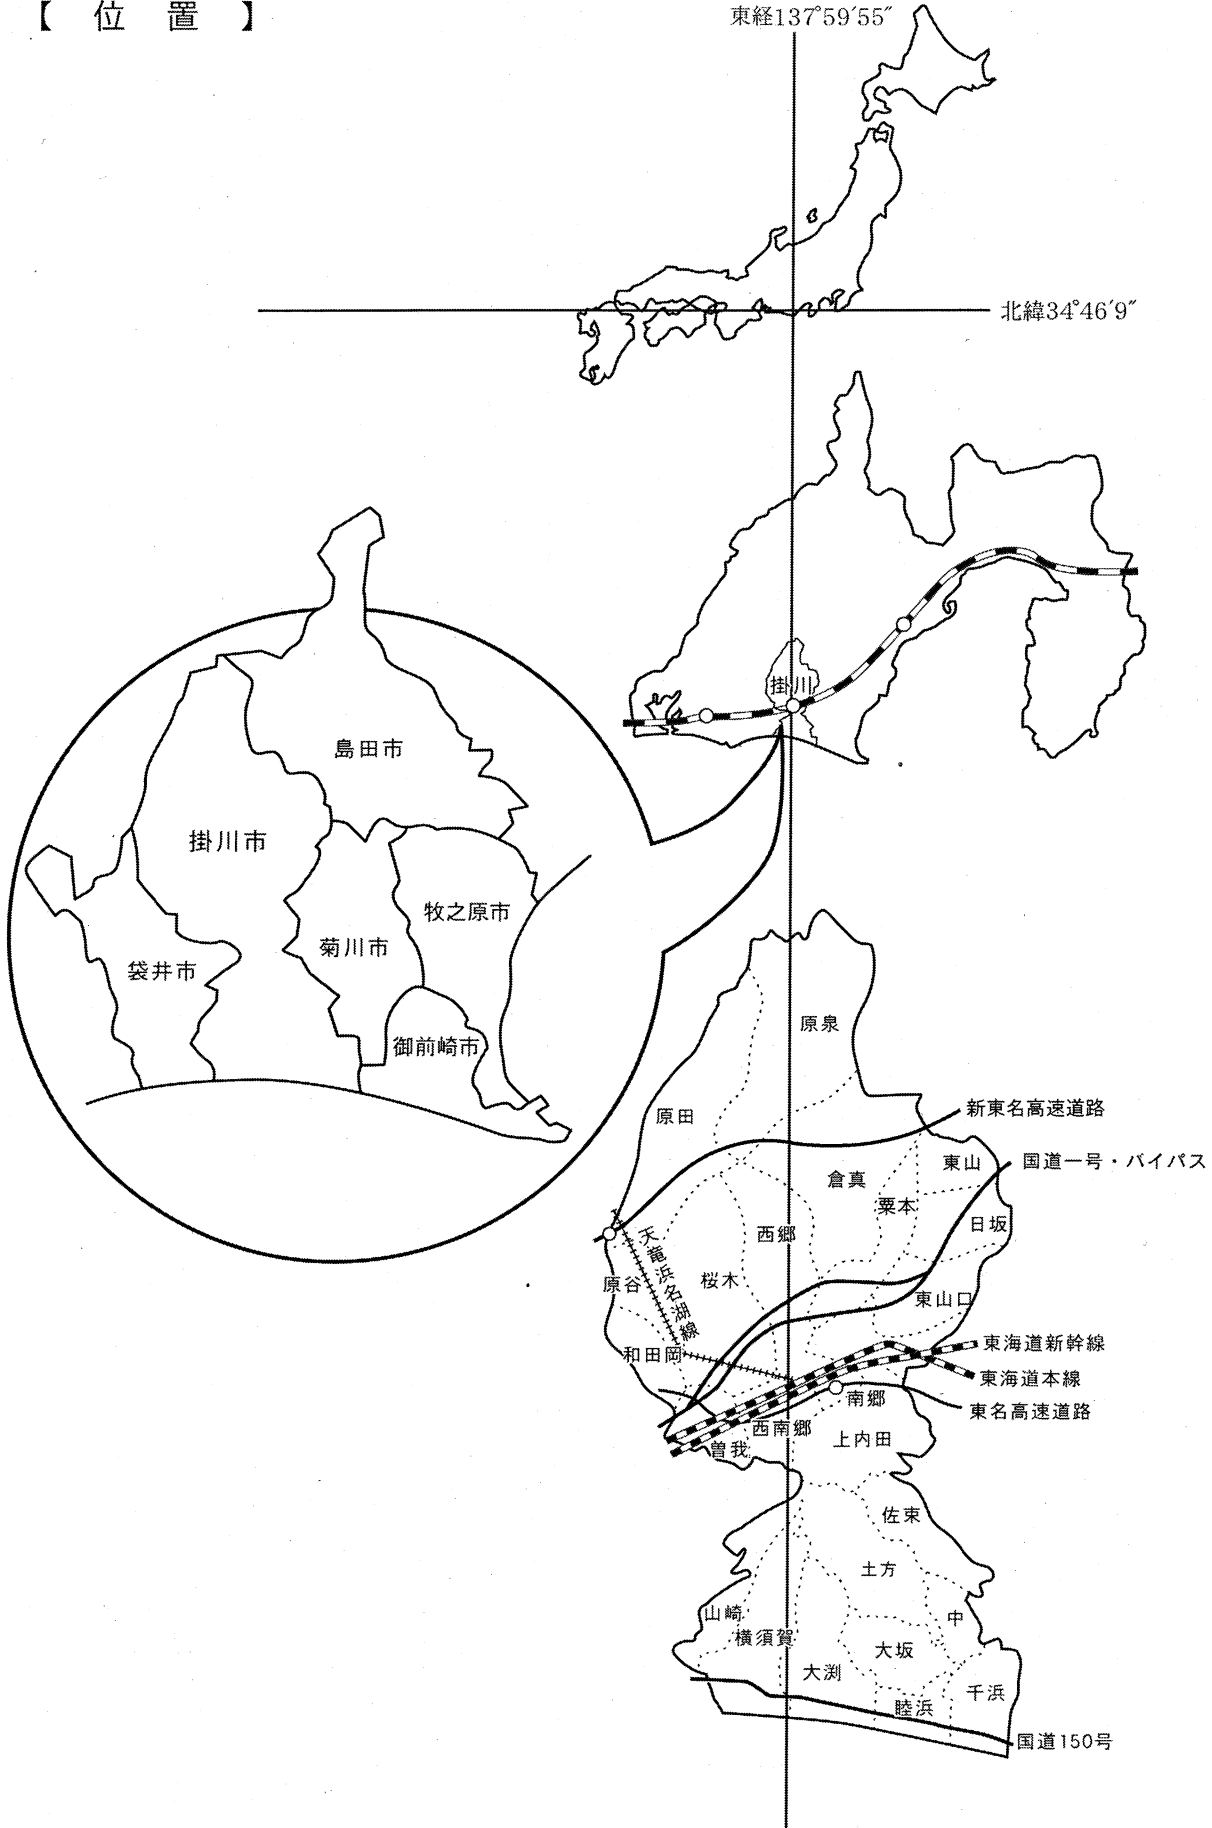 【位置】
東経137°59′55″
北緯34°46′9″
掛川
島田市
掛川市
牧之原市
菊川市
袋井市
御前崎市
原泉
原田
新東名高速道路
東山
国道一号・バイパス
倉真
栗本
日坂
西郷
天竜浜名湖線
原谷
桜木
東山口
東海道新幹線
和田岡
東海道本線
南郷
東名高速道路
西南郷
上内田
曽我
佐束
土方
山崎
中
横須賀
大坂
大渕
千浜
睦浜
国道150号